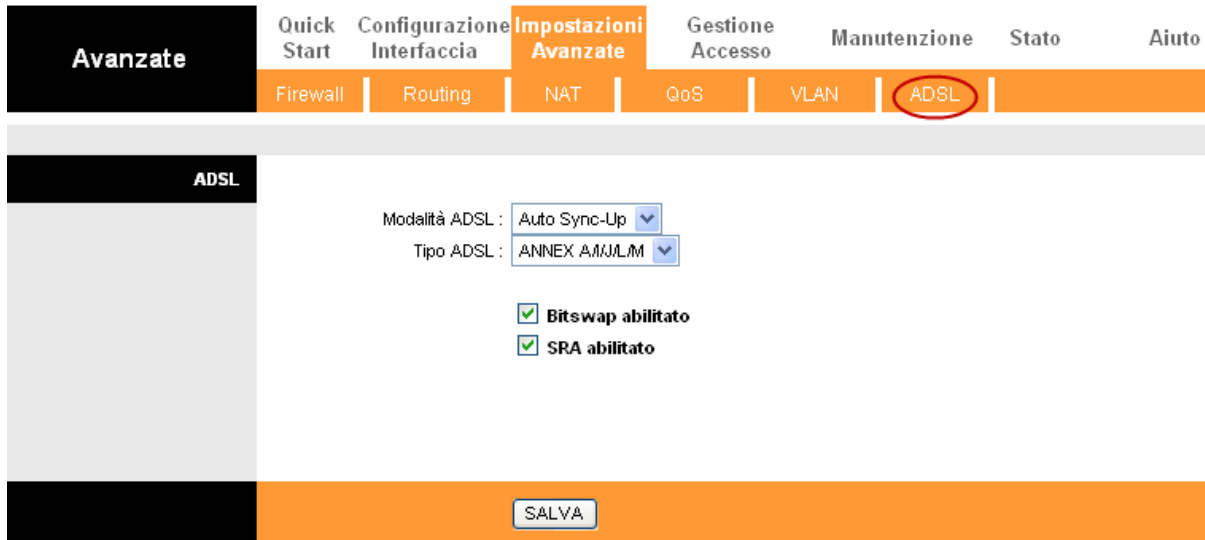 Avanzate
Quick Start
Configurazione Interfaccia
Impostazioni Avanzate
Gestione Accesso
Manutenzione
Stato
Aiuto
Firewall
Routing
NAT
QoS
VLAN
ADSL
ADSL
Modalità ADSL : Auto Sync-Up
Tipo ADSL : ANNEX A/I/J/L/M
Bitswap abilitato
SRA abilitato
SALVA